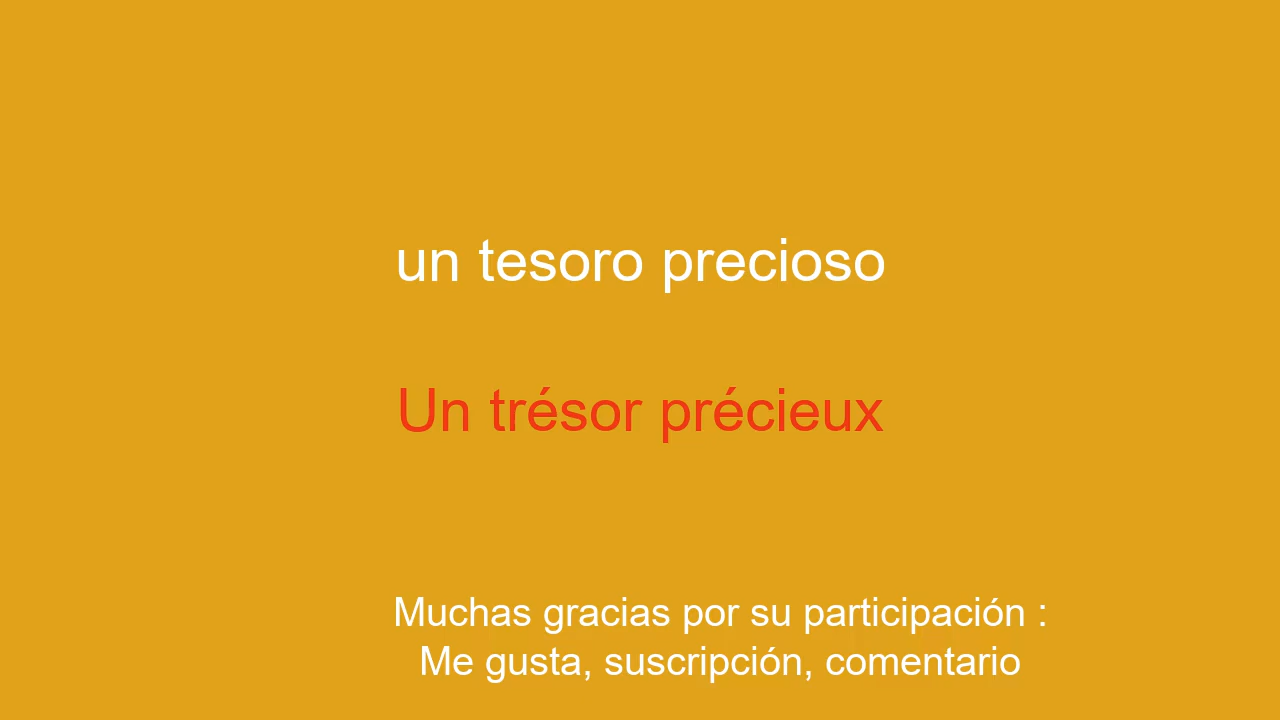 un tesoro precioso
Un trésor précieux
Muchas gracias por su participación :
Me gusta, suscripción, comentario